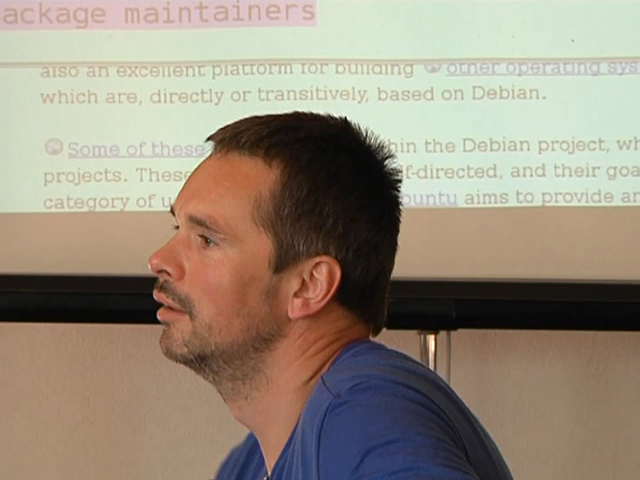 ackage maintainers
also an excellent platform for building other operating sys
which are, directly or transitively, based on Debian.
Some of these in the Debian project, wh
projects. These f-directed, and their goa
category of u buntu aims to provide an